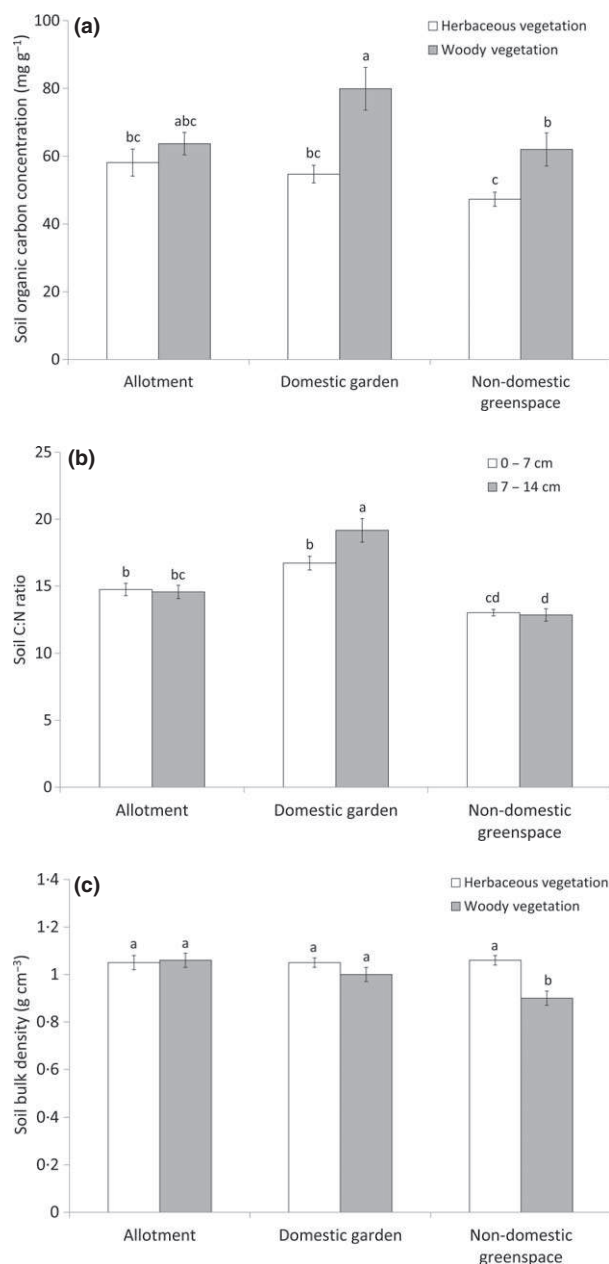 (a)
Herbaceous vegetation
Woody vegetation
Soil organic carbon concentration (mg g⁻¹)
100
80
60
40
20
0
bc
abc
bc
a
c
b
Allotment
Domestic garden
Non-domestic
greenspace
(b)
0 – 7 cm
7 – 14 cm
Soil C:N ratio
25
20
15
10
5
0
b
bc
b
a
cd
d
Allotment
Domestic garden
Non-domestic
greenspace
(c)
Herbaceous vegetation
Woody vegetation
Soil bulk density (g cm⁻³)
1·4
1·2
1
0·8
0·6
0·4
0·2
0
a
a
a
a
a
b
Allotment
Domestic garden
Non-domestic
greenspace